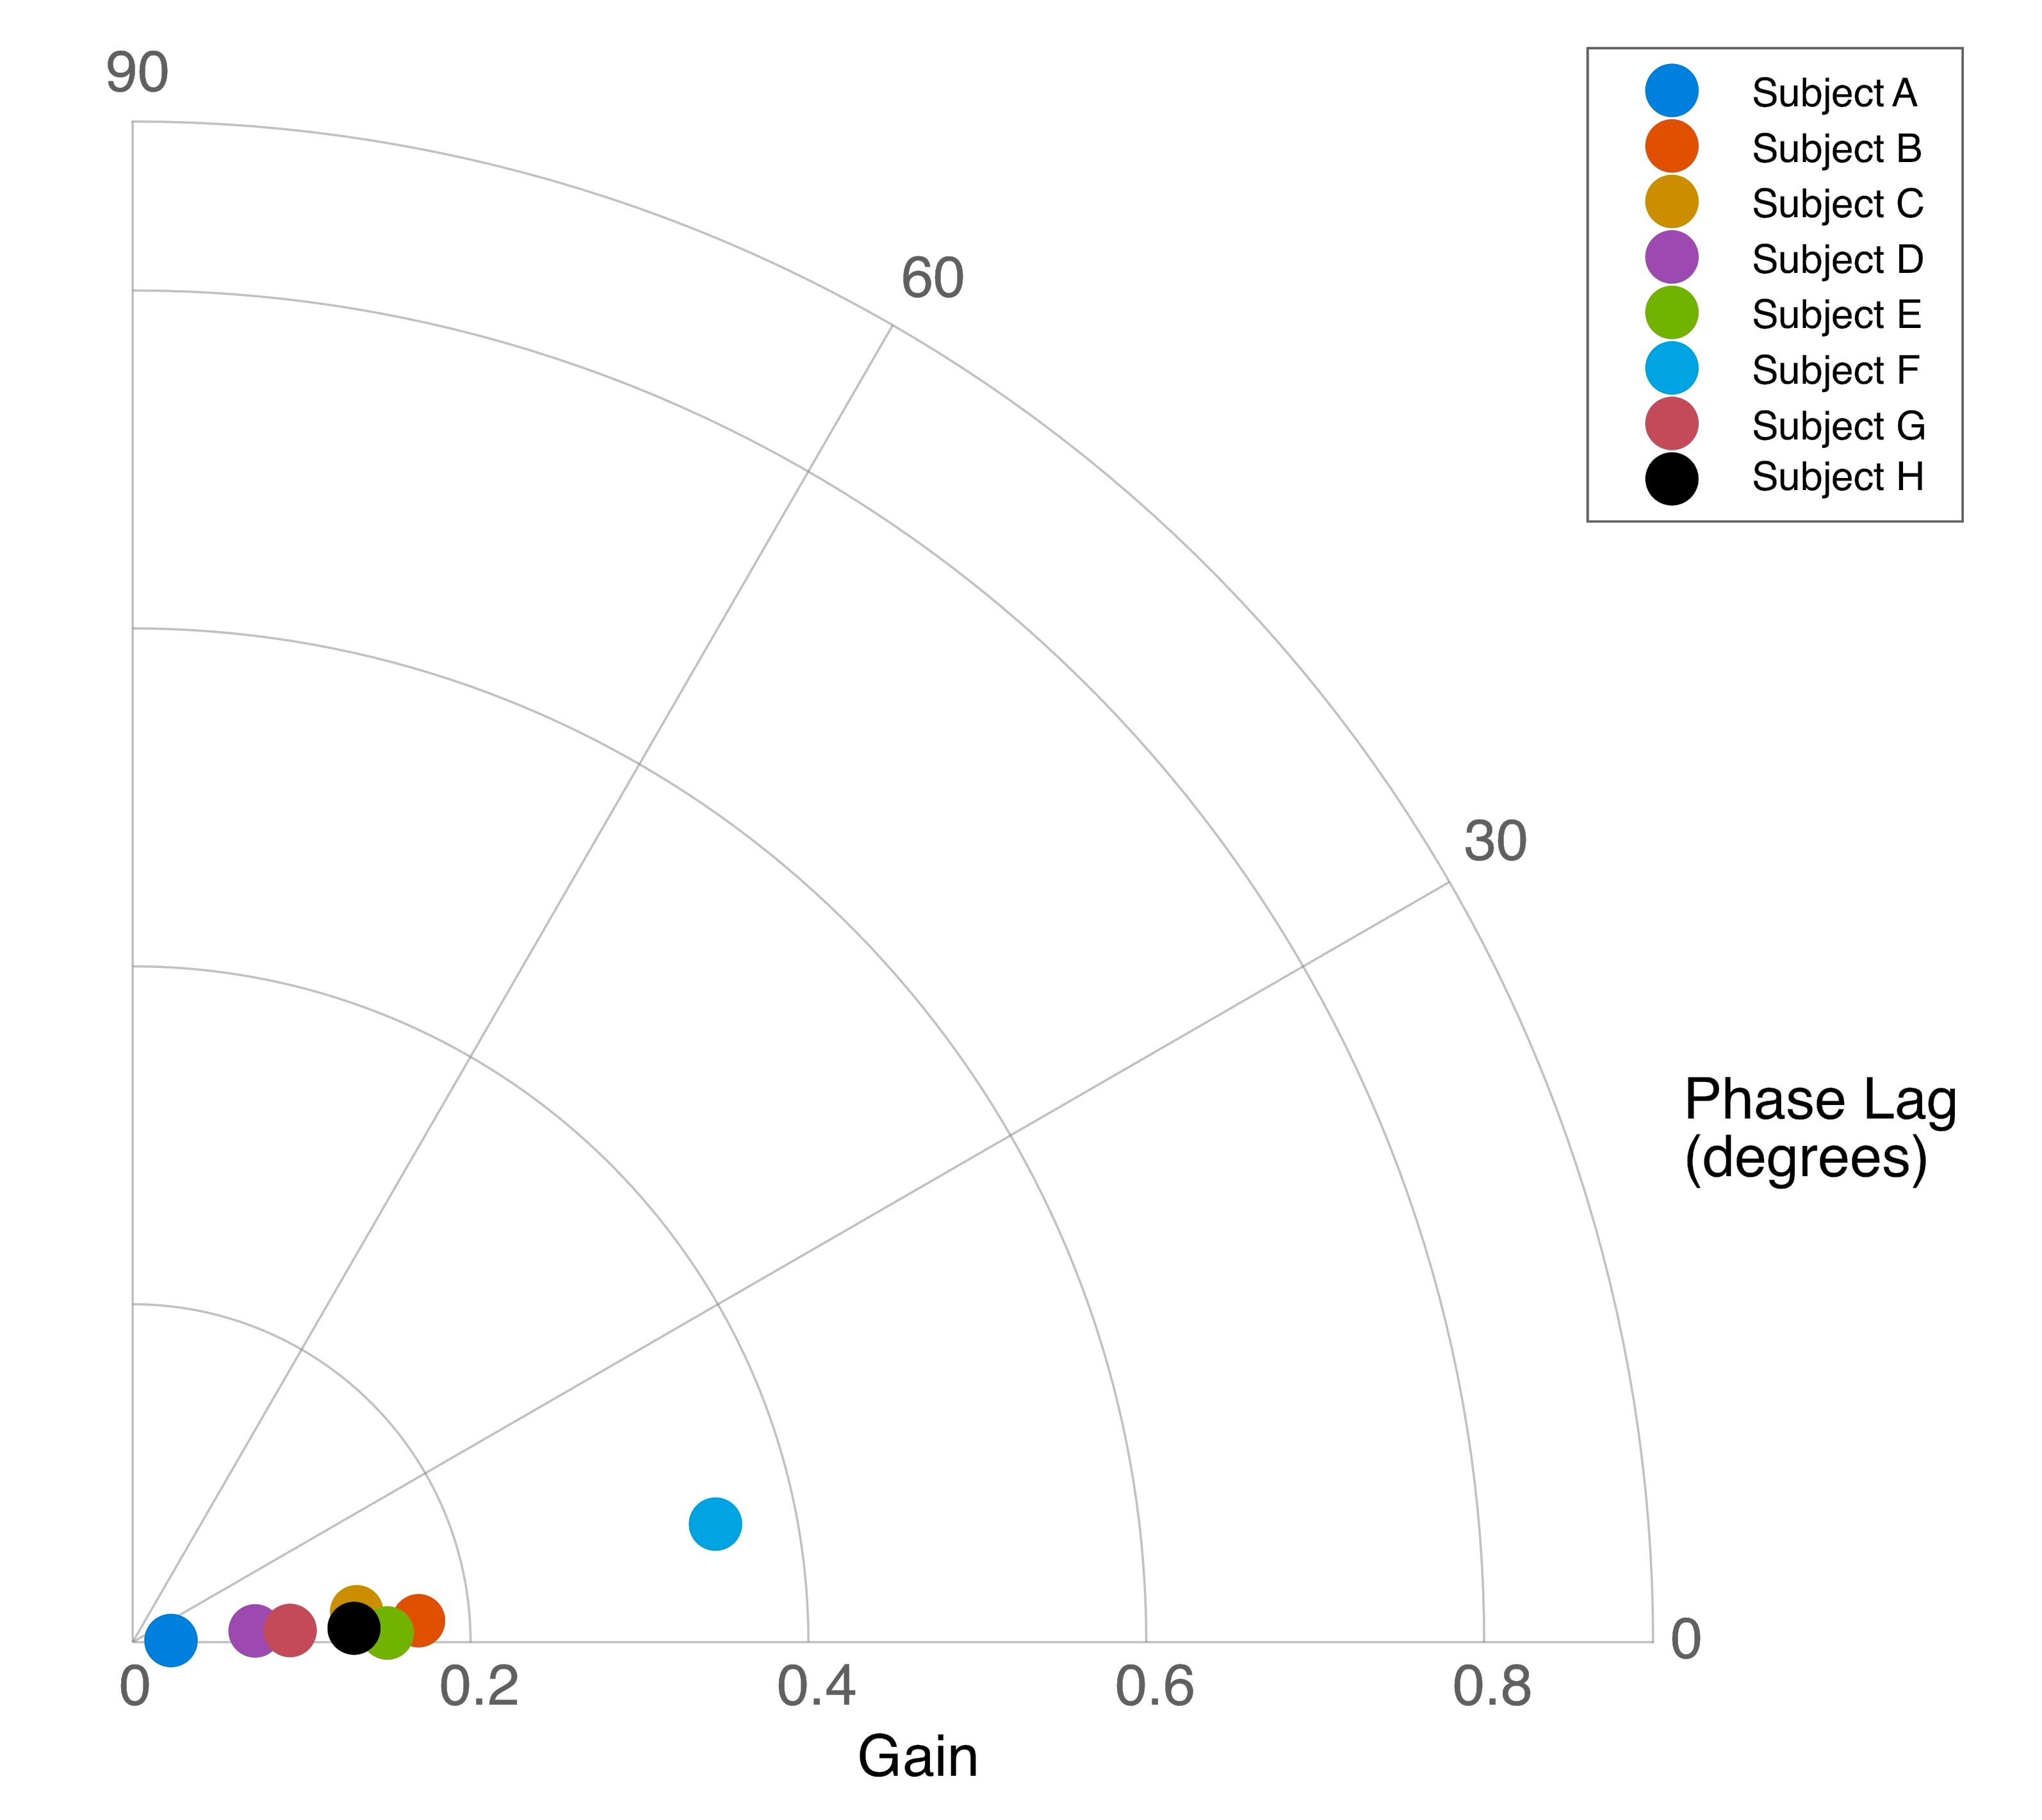 90
60
30
0
Phase Lag
(degrees)
0 0.2 0.4 0.6 0.8
Gain
Subject A
Subject B
Subject C
Subject D
Subject E
Subject F
Subject G
Subject H